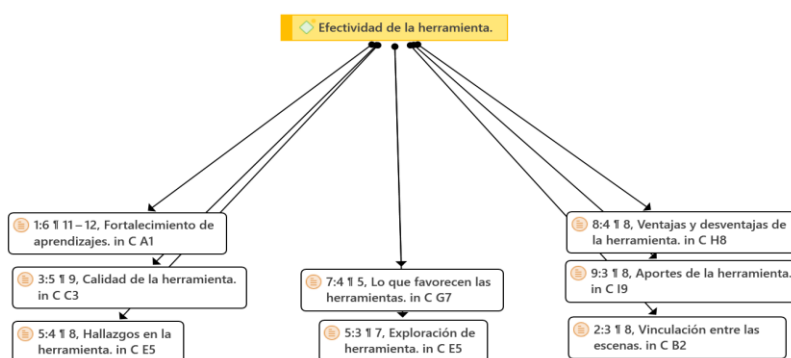 Efectividad de la herramienta.
1:6 ¶ 11 – 12, Fortalecimiento de
aprendizajes. in C A1
3:5 ¶ 9, Calidad de la herramienta.
in C C3
5:4 ¶ 8, Hallazgos en la
herramienta. in C E5
7:4 ¶ 5, Lo que favorecen las
herramientas. in C G7
5:3 ¶ 7, Exploración de
herramienta. in C E5
8:4 ¶ 8, Ventajas y desventajas de
la herramienta. in C H8
9:3 ¶ 8, Aportes de la herramienta.
in C I9
2:3 ¶ 8, Vinculación entre las
escenas. in C B2